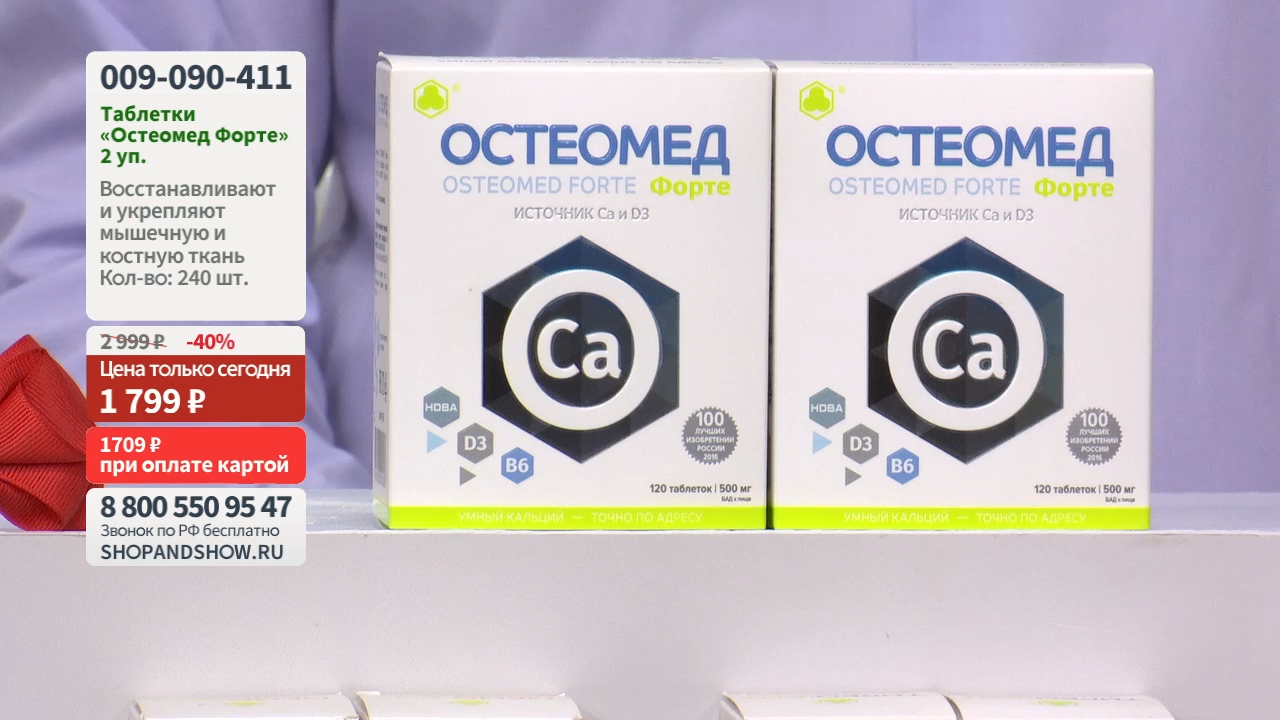 009-090-411
Таблетки
«Остеомед Форте»
2 уп.
Восстанавливают
и укрепляют
мышечную и
костную ткань
Кол-во: 240 шт.
2 999 ₽ -40%
Цена только сегодня
1 799 ₽
1709 ₽
при оплате картой
8 800 550 95 47
Звонок по РФ бесплатно
SHOPANDSHOW.RU
ОСТЕОМЕД
OSTEOMED FORTE Форте
ИСТОЧНИК Ca и D3
Ca
HDBA
D3
B6
100
ЛУЧШИХ
ИЗОБРЕТЕНИЙ
РОССИИ
2016
120 таблеток | 500 мг
БАД к пище
УМНЫЙ КАЛЬЦИЙ — ТОЧНО ПО АДРЕСУ
ОСТЕОМЕД
OSTEOMED FORTE Форте
ИСТОЧНИК Ca и D3
Ca
HDBA
D3
B6
100
ЛУЧШИХ
ИЗОБРЕТЕНИЙ
РОССИИ
2016
120 таблеток | 500 мг
БАД к пище
УМНЫЙ КАЛЬЦИЙ — ТОЧНО ПО АДРЕСУ